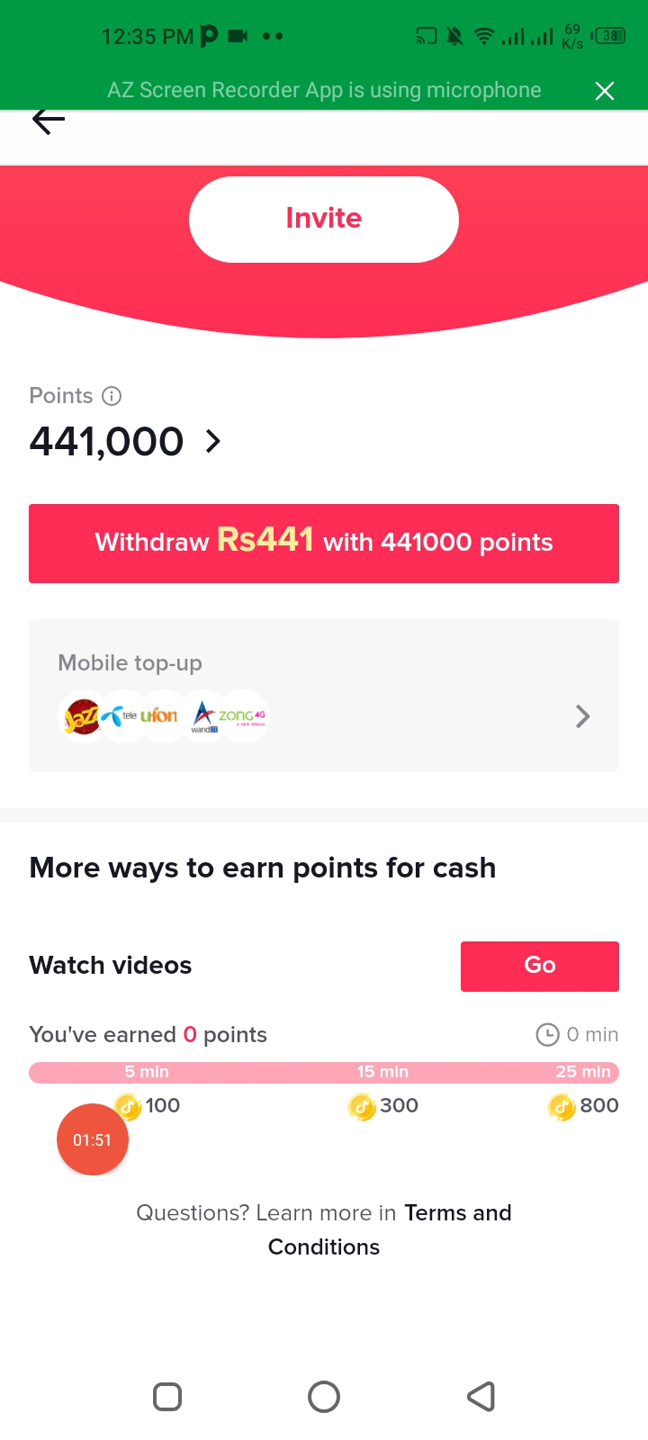 12:35 PM
69
K/s
38
AZ Screen Recorder App is using microphone
Invite
Points
441,000
Withdraw Rs441 with 441000 points
Mobile top-up
Jazz tele ufon wand zong 4G
More ways to earn points for cash
Watch videos
Go
You've earned 0 points
0 min
5 min 15 min 25 min
100 300 800
01:51
Questions? Learn more in Terms and
Conditions